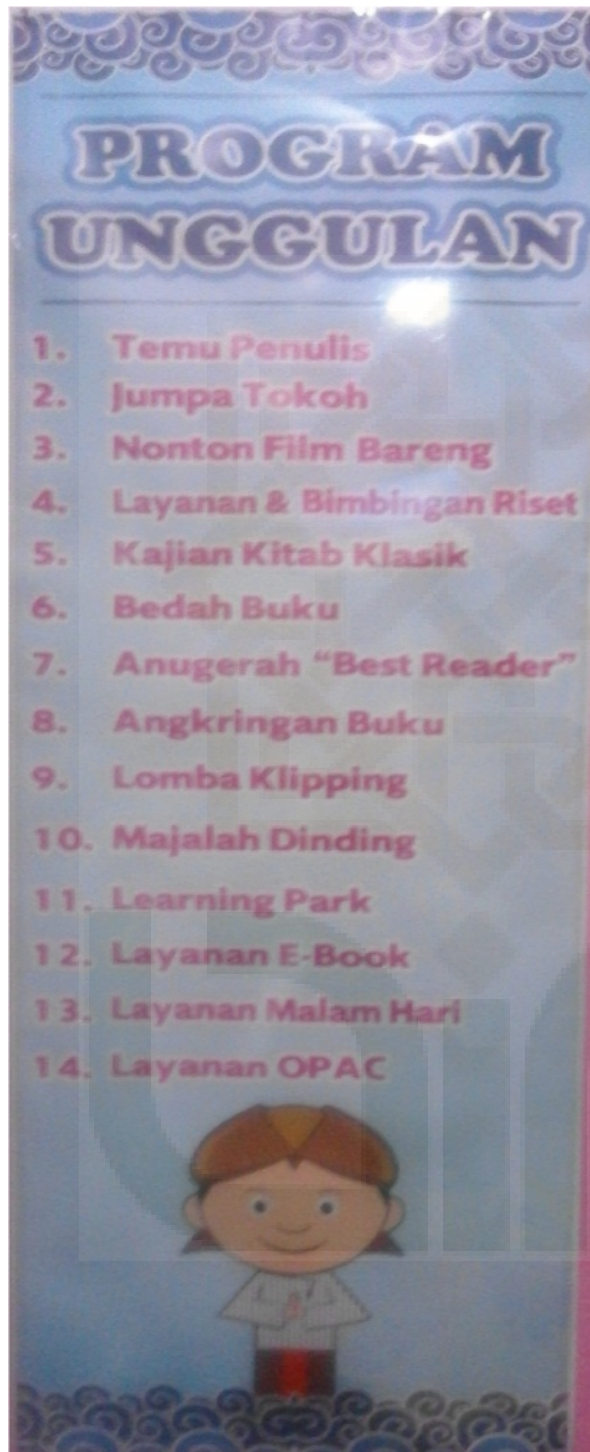 PROGRAM
UNGGULAN
1. Temu Penulis
2. Jumpa Tokoh
3. Nonton Film Bareng
4. Layanan & Bimbingan Riset
5. Kajian Kitab Klasik
6. Bedah Buku
7. Anugerah “Best Reader”
8. Angkringan Buku
9. Lomba Klipping
10. Majalah Dinding
11. Learning Park
12. Layanan E-Book
13. Layanan Malam Hari
14. Layanan OPAC